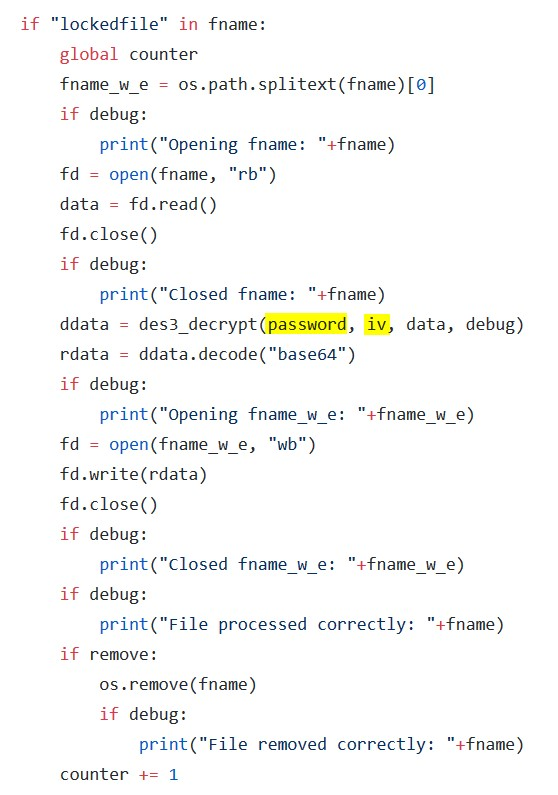 if "lockedfile" in fname:
    global counter
    fname_w_e = os.path.splitext(fname)[0]
    if debug:
        print("Opening fname: "+fname)
    fd = open(fname, "rb")
    data = fd.read()
    fd.close()
    if debug:
        print("Closed fname: "+fname)
    ddata = des3_decrypt(password, iv, data, debug)
    rdata = ddata.decode("base64")
    if debug:
        print("Opening fname_w_e: "+fname_w_e)
    fd = open(fname_w_e, "wb")
    fd.write(rdata)
    fd.close()
    if debug:
        print("Closed fname_w_e: "+fname_w_e)
    if debug:
        print("File processed correctly: "+fname)
    if remove:
        os.remove(fname)
        if debug:
            print("File removed correctly: "+fname)
    counter += 1